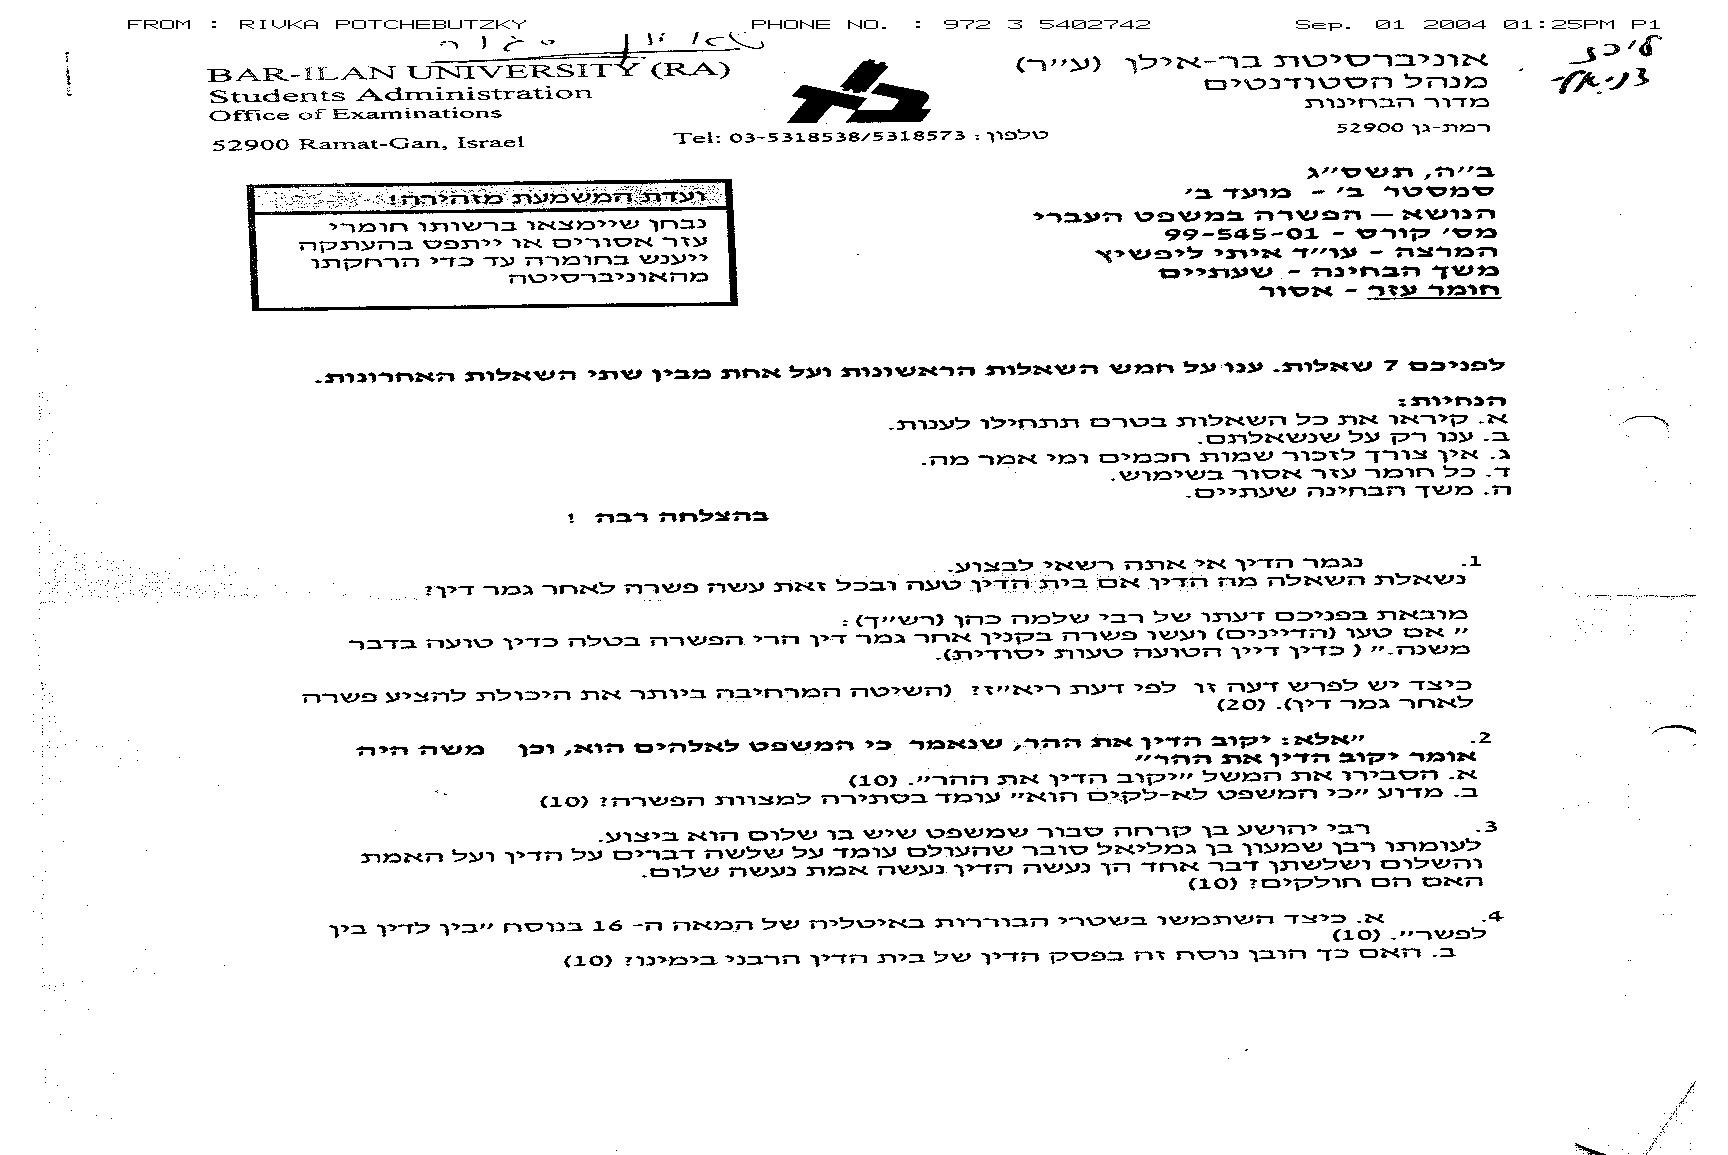 FROM : RIVKA POTCHEBUTZKY PHONE NO. : 972 3 5402742 Sep. 01 2004 01:25PM P1
BAR-ILAN UNIVERSITY (RA)
Students Administration
Office of Examinations
52900 Ramat-Gan, Israel
Tel: 03-5318538/5318573 : טלפון
אוניברסיטת בר-אילן (ע״ר)
מנהל הסטודנטים
מדור הבחינות
רמת-גן 52900
ועדת המשמעת מזהירה!
נבחן שיימצאו ברשותו חומרי
עזר אסורים או ייתפס בהעתקה
ייענש בחומרה עד כדי הרחקתו
מהאוניברסיטה
ב״ה, תשס״ג
סמסטר ב׳ - מועד ב׳
הנושא – הפשרה במשפט העברי
מס׳ קורס - 99-545-01
המרצה - עו״ד איתי ליפשיץ
משך הבחינה - שעתיים
חומר עזר - אסור
לפניכם 7 שאלות. ענו על חמש השאלות הראשונות ועל אחת מבין שתי השאלות האחרונות.
הנחיות:
א. קיראו את כל השאלות בטרם תתחילו לענות.
ב. ענו רק על שנשאלתם.
ג. אין צורך לזכור שמות חכמים ומי אמר מה.
ד. כל חומר עזר אסור בשימוש.
ה. משך הבחינה שעתיים.
בהצלחה רבה !
1. נגמר הדין אי אתה רשאי לבצוע.
נשאלת השאלה מה הדין אם בית הדין טעה ובכל זאת עשה פשרה לאחר גמר דין?
מובאת בפניכם דעתו של רבי שלמה כהן (רש״ך):
״ אם טעו (הדיינים) ועשו פשרה בקנין אחר גמר דין הרי הפשרה בטלה כדין טועה בדבר
משנה.״ ( כדין דיין הטועה טעות יסודית).
כיצד יש לפרש דעה זו לפי דעת ריא״ז? (השיטה המרחיבה ביותר את היכולת להציע פשרה
לאחר גמר דין). (20)
2. ״אלא: יקוב הדין את ההר, שנאמר כי המשפט לאלהים הוא, וכן משה היה
אומר יקוב הדין את ההר״
א. הסבירו את המשל ״יקוב הדין את ההר״. (10)
ב. מדוע ״כי המשפט לא-לקים הוא״ עומד בסתירה למצוות הפשרה? (10)
3. רבי יהושע בן קרחה סבור שמשפט שיש בו שלום הוא ביצוע.
לעומתו רבן שמעון בן גמליאל סובר שהעולם עומד על שלשה דברים על הדין ועל האמת
והשלום ושלשתן דבר אחד הן נעשה הדין נעשה אמת נעשה שלום.
האם הם חולקים? (10)
4. א. כיצד השתמשו בשטרי הבוררות באיטליה של המאה ה- 16 בנוסח ״בין לדין בין
לפשר״. (10)
ב. האם כך הובן נוסח זה בפסק הדין של בית הדין הרבני בימינו? (10)